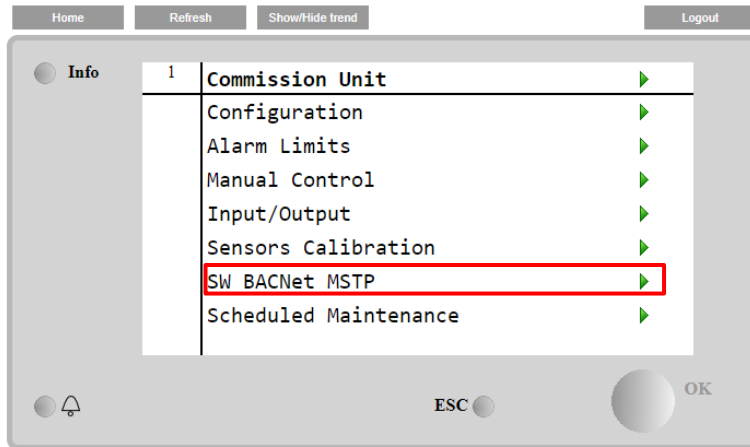 Home Refresh Show/Hide trend Logout
Info 1 Commission Unit
Configuration
Alarm Limits
Manual Control
Input/Output
Sensors Calibration
SW BACNet MSTP
Scheduled Maintenance
ESC OK